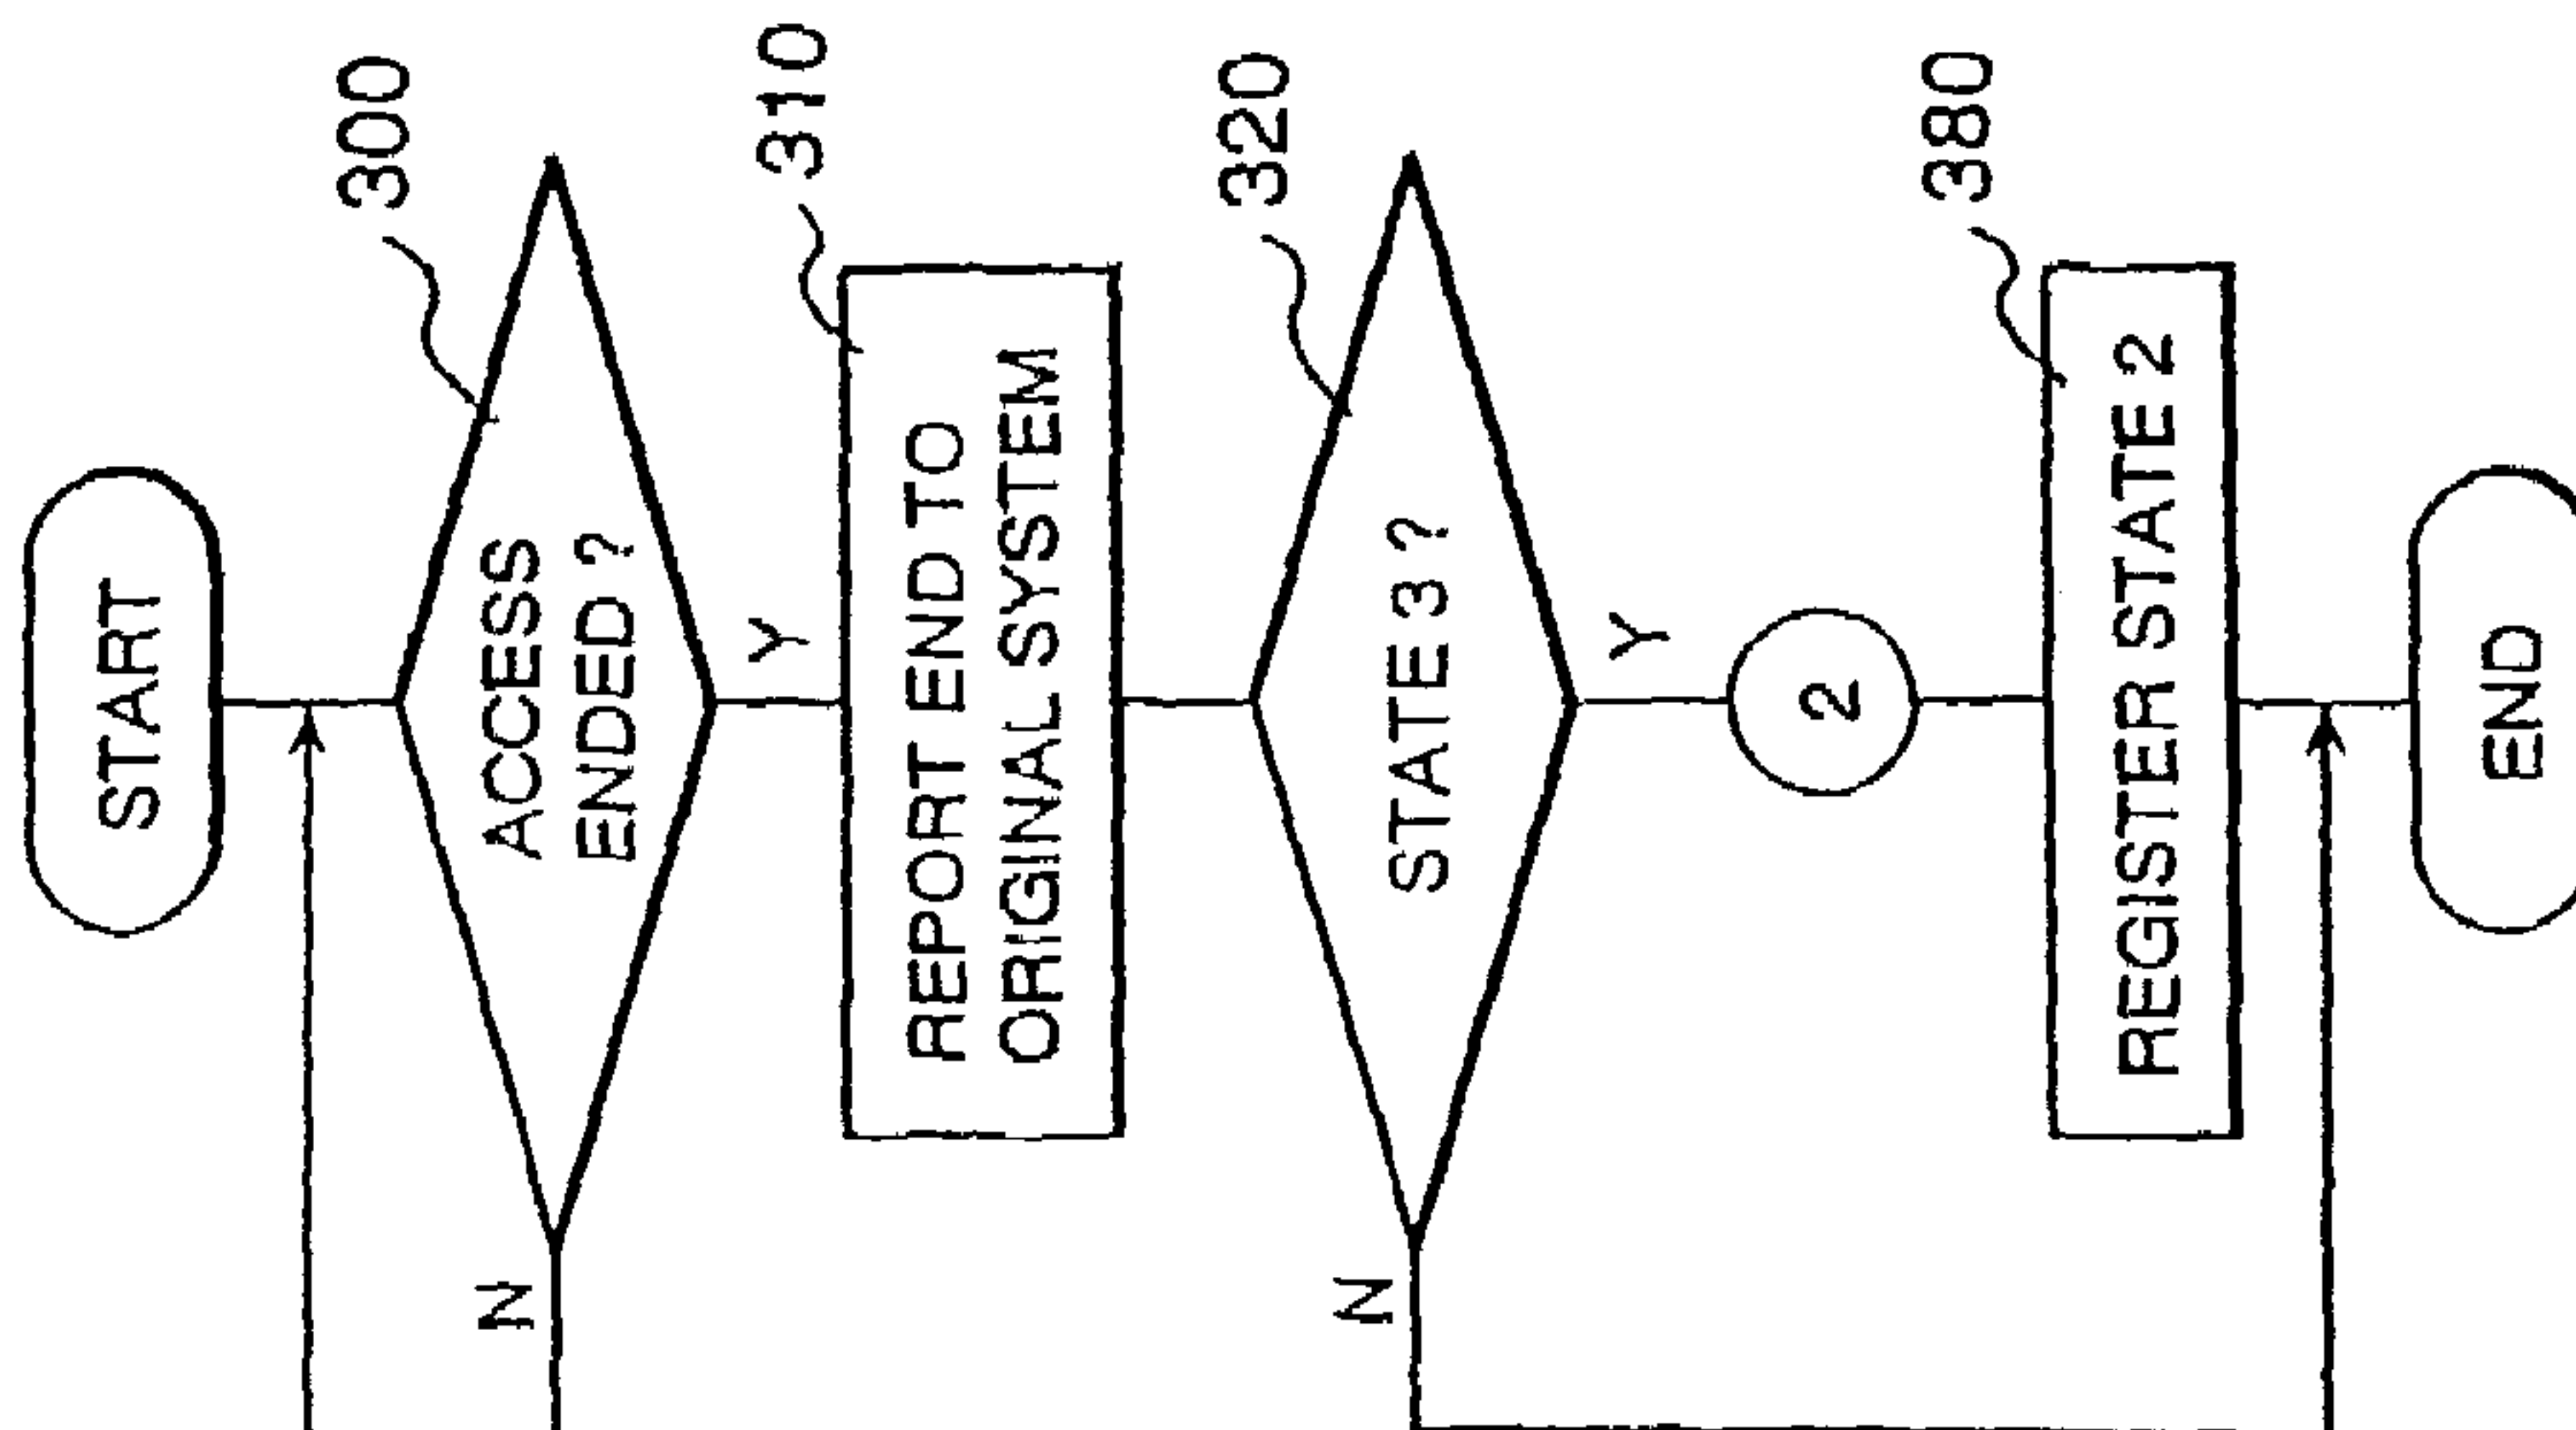 START
300
ACCESS
ENDED ?
N
Y
310
REPORT END TO
ORIGINAL SYSTEM
320
STATE 3 ?
N
Y
2
380
REGISTER STATE 2
END